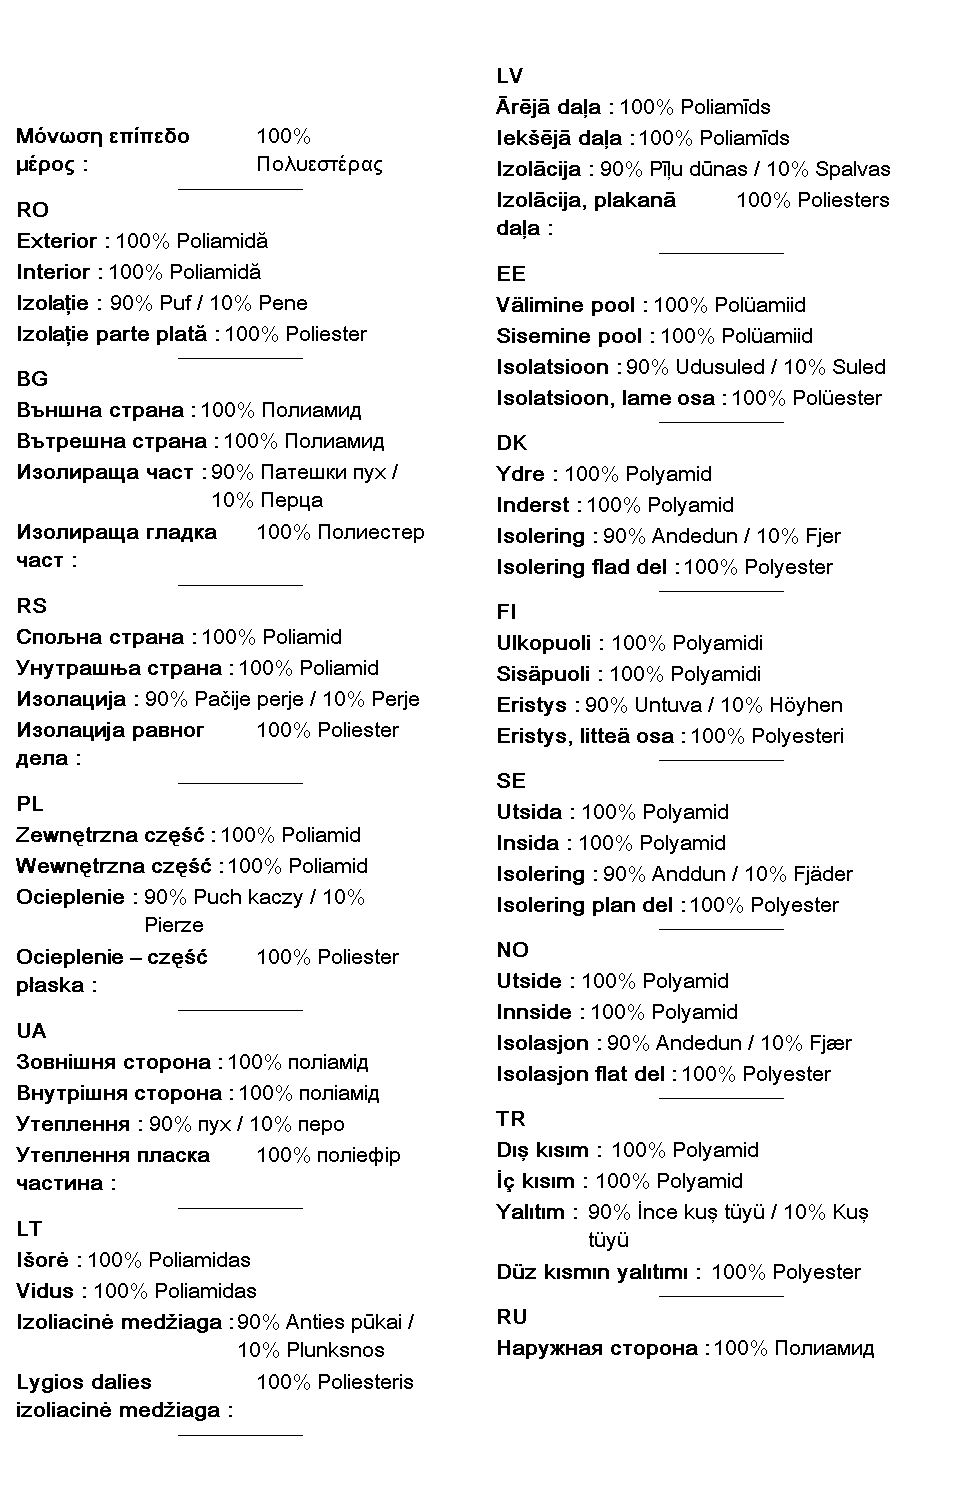 Μόνωση επίπεδο 100%
μέρος : Πολυεστέρας
RO
Exterior : 100% Poliamidă
Interior : 100% Poliamidă
Izolație : 90% Puf / 10% Pene
Izolație parte plată : 100% Poliester
BG
Външна страна : 100% Полиамид
Вътрешна страна : 100% Полиамид
Изолираща част : 90% Патешки пух /
10% Перца
Изолираща гладка 100% Полиестер
част :
RS
Спољна страна : 100% Poliamid
Унутрашња страна : 100% Poliamid
Изолација : 90% Pačije perje / 10% Perje
Изолација равног 100% Poliester
дела :
PL
Zewnętrzna część : 100% Poliamid
Wewnętrzna część : 100% Poliamid
Ocieplenie : 90% Puch kaczy / 10%
Pierze
Ocieplenie – część 100% Poliester
płaska :
UA
Зовнішня сторона : 100% поліамід
Внутрішня сторона : 100% поліамід
Утеплення : 90% пух / 10% перо
Утеплення пласка 100% поліефір
частина :
LT
Išorė : 100% Poliamidas
Vidus : 100% Poliamidas
Izoliacinė medžiaga : 90% Anties pūkai /
10% Plunksnos
Lygios dalies 100% Poliesteris
izoliacinė medžiaga :
LV
Ārējā daļa : 100% Poliamīds
Iekšējā daļa : 100% Poliamīds
Izolācija : 90% Pīļu dūnas / 10% Spalvas
Izolācija, plakanā 100% Poliesters
daļa :
EE
Välimine pool : 100% Polüamiid
Sisemine pool : 100% Polüamiid
Isolatsioon : 90% Udusuled / 10% Suled
Isolatsioon, lame osa : 100% Polüester
DK
Ydre : 100% Polyamid
Inderst : 100% Polyamid
Isolering : 90% Andedun / 10% Fjer
Isolering flad del : 100% Polyester
FI
Ulkopuoli : 100% Polyamidi
Sisäpuoli : 100% Polyamidi
Eristys : 90% Untuva / 10% Höyhen
Eristys, litteä osa : 100% Polyesteri
SE
Utsida : 100% Polyamid
Insida : 100% Polyamid
Isolering : 90% Anddun / 10% Fjäder
Isolering plan del : 100% Polyester
NO
Utside : 100% Polyamid
Innside : 100% Polyamid
Isolasjon : 90% Andedun / 10% Fjær
Isolasjon flat del : 100% Polyester
TR
Dış kısım : 100% Polyamid
İç kısım : 100% Polyamid
Yalıtım : 90% İnce kuş tüyü / 10% Kuş
tüyü
Düz kısmın yalıtımı : 100% Polyester
RU
Наружная сторона : 100% Полиамид